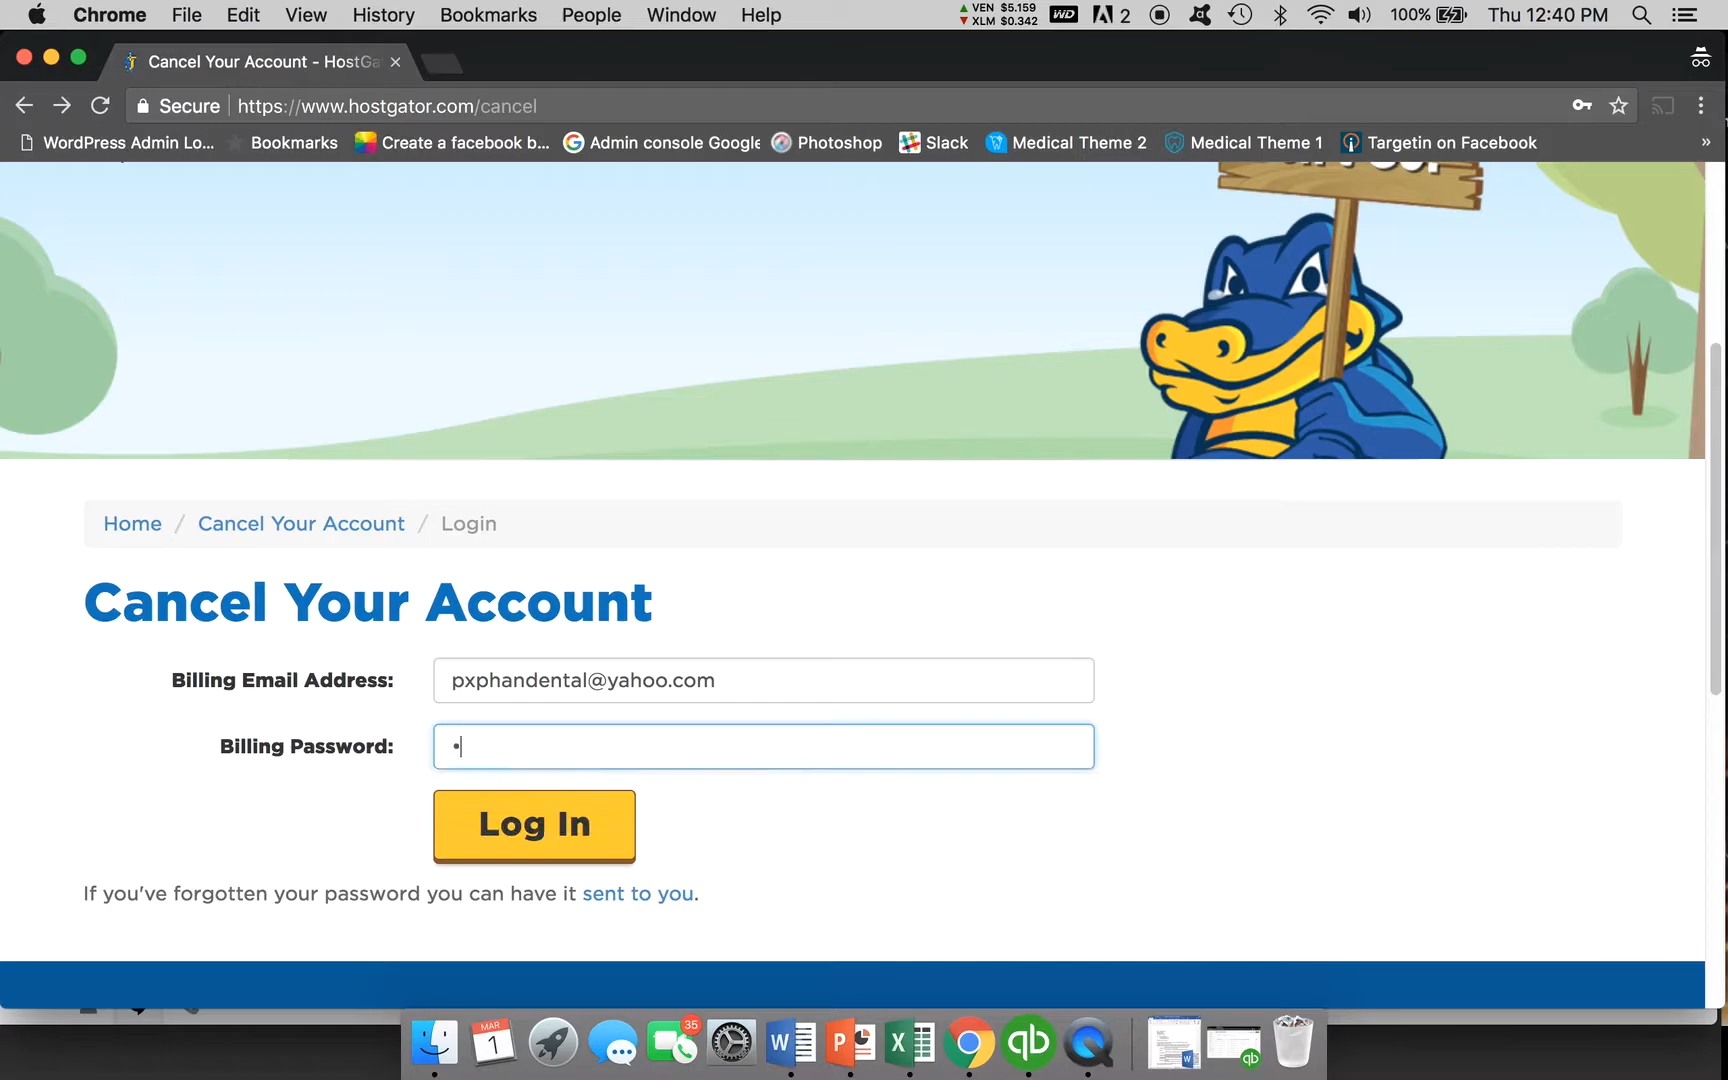 Chrome File Edit View History Bookmarks People Window Help VEN $5.159 XLM $0.342 WD 2 100% Thu 12:40 PM
Cancel Your Account - HostGa
Secure https://www.hostgator.com/cancel
WordPress Admin Lo... Bookmarks Create a facebook b... Admin console Google Photoshop Slack Medical Theme 2 Medical Theme 1 Targetin on Facebook »
Home / Cancel Your Account / Login
Cancel Your Account
Billing Email Address: pxphandental@yahoo.com
Billing Password: •
Log In
If you've forgotten your password you can have it sent to you.
MAR 1 35 W P X qb